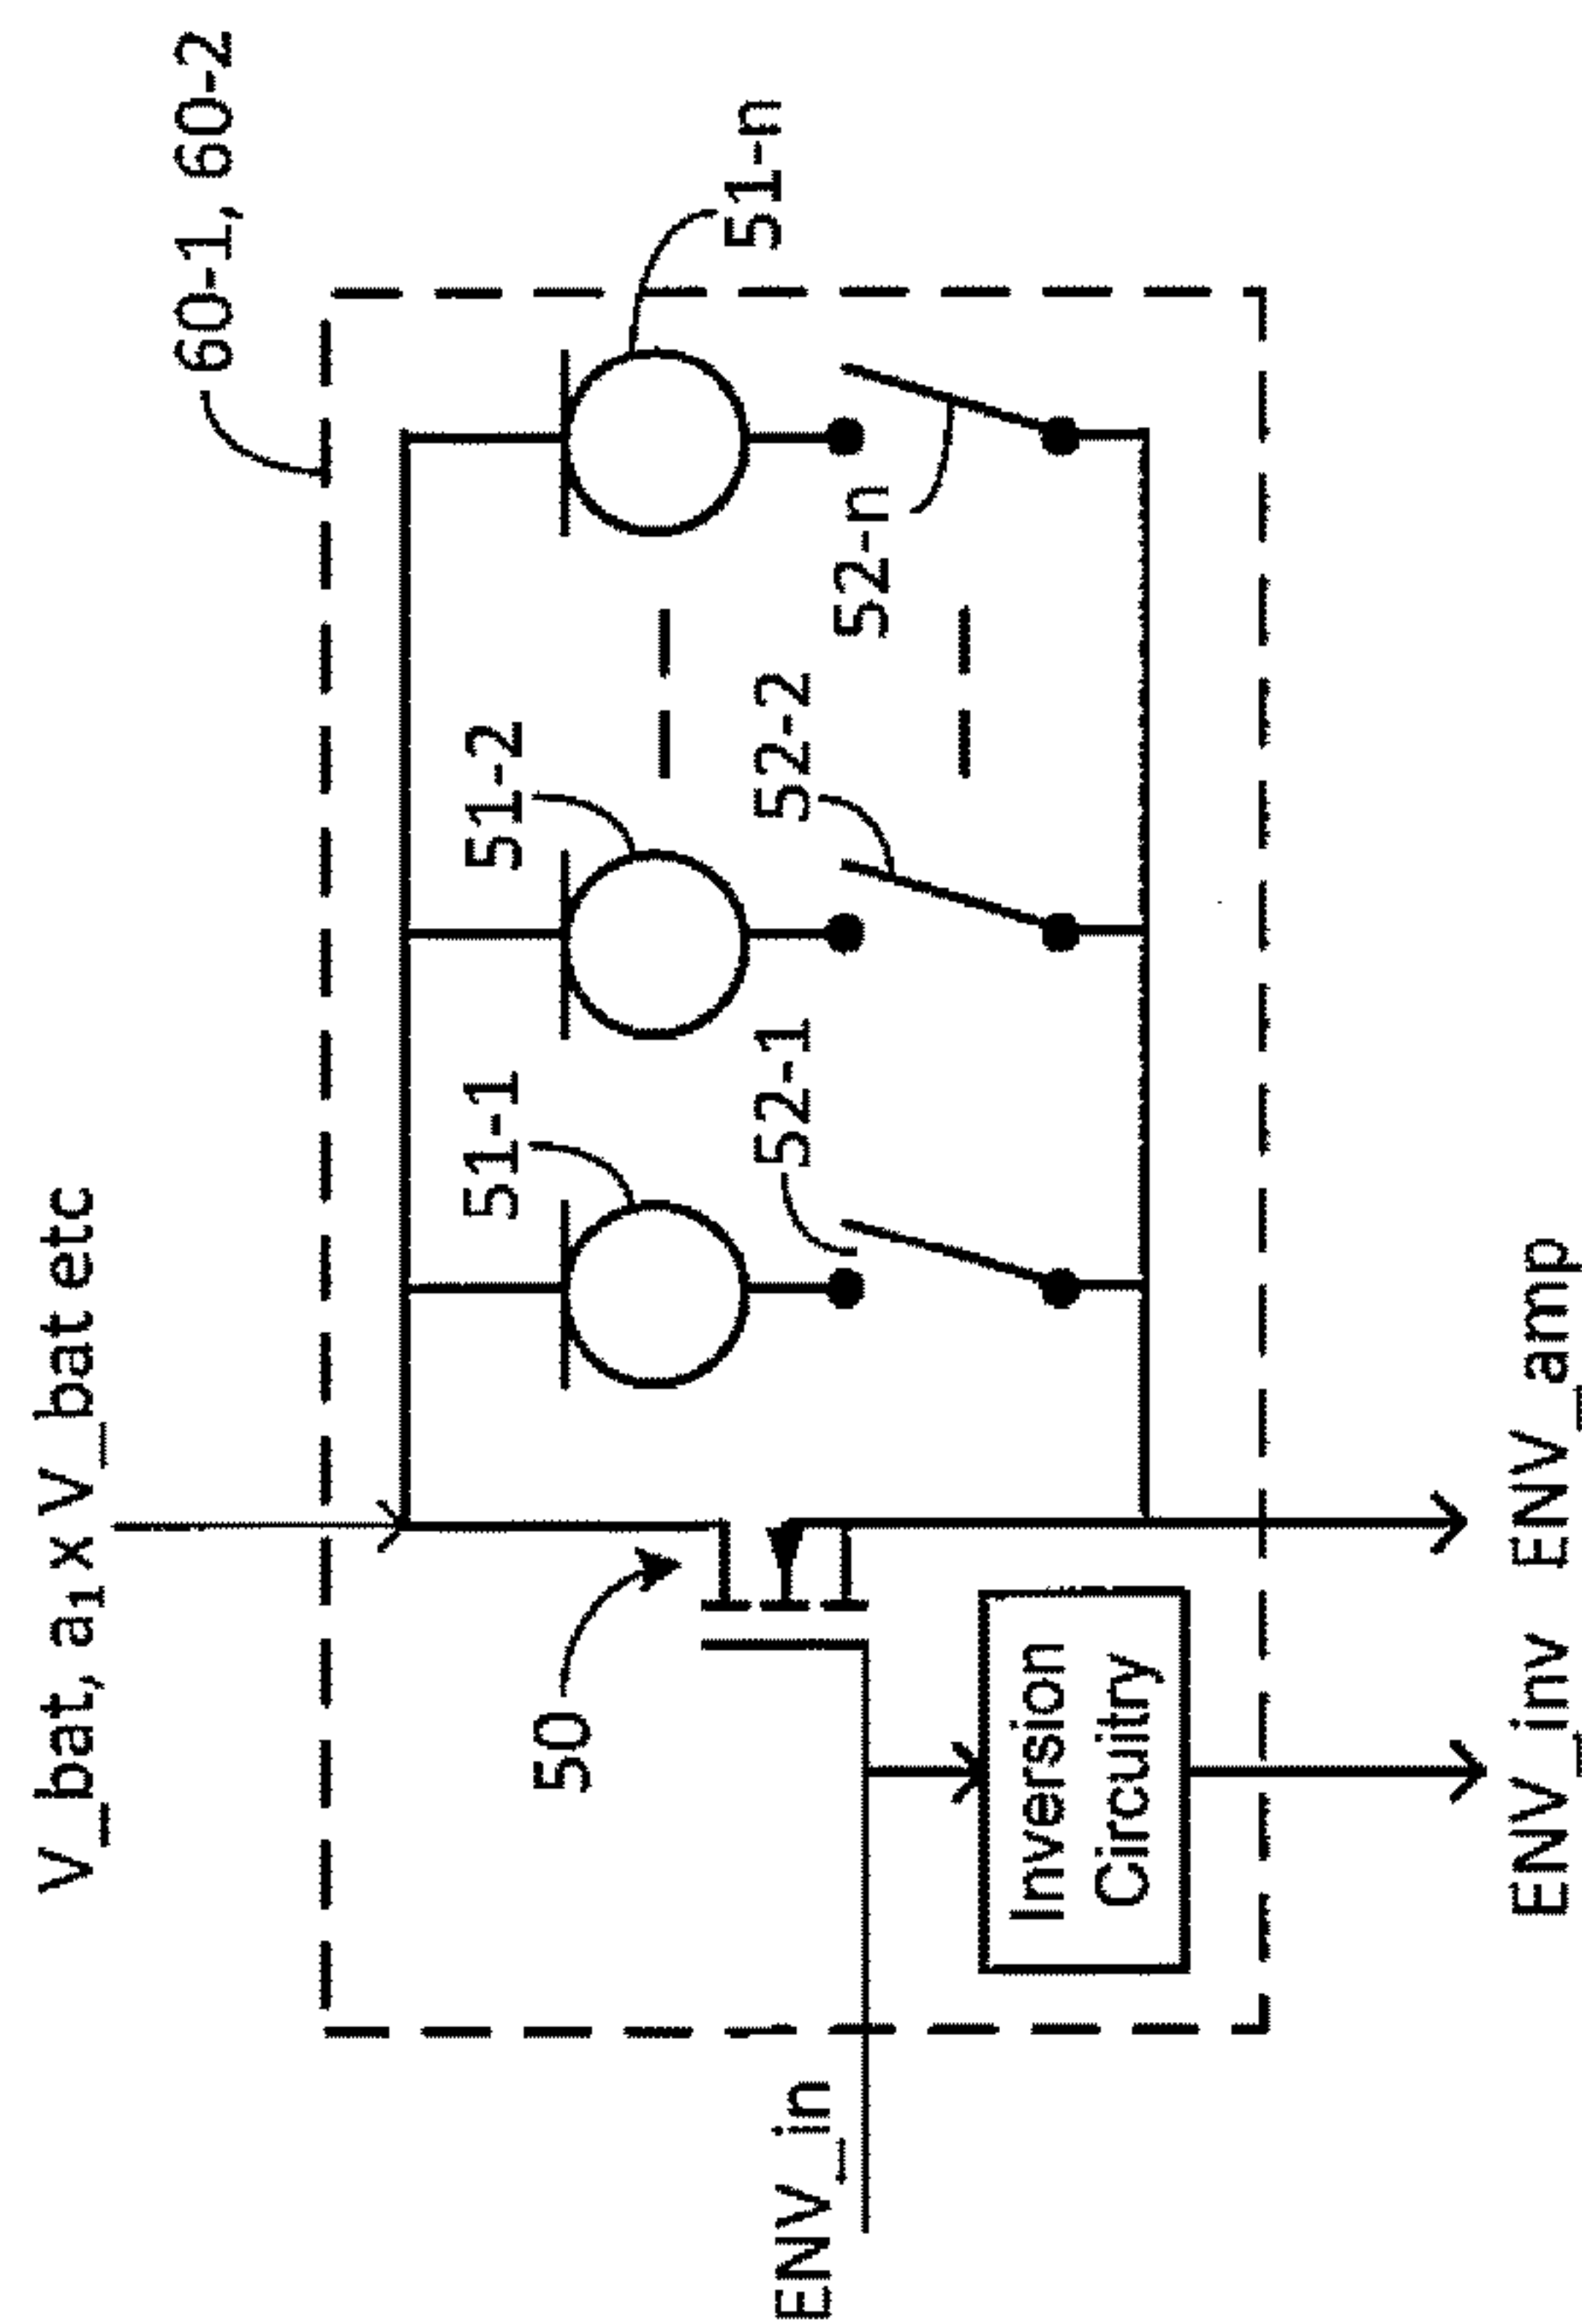 V_bat, a₁ x V_bat etc
60-1, 60-2
51-1
51-2
51-n
52-1
52-2
52-n
50
ENV_in
Inversion
Circuitry
ENV_inv
ENV_amp